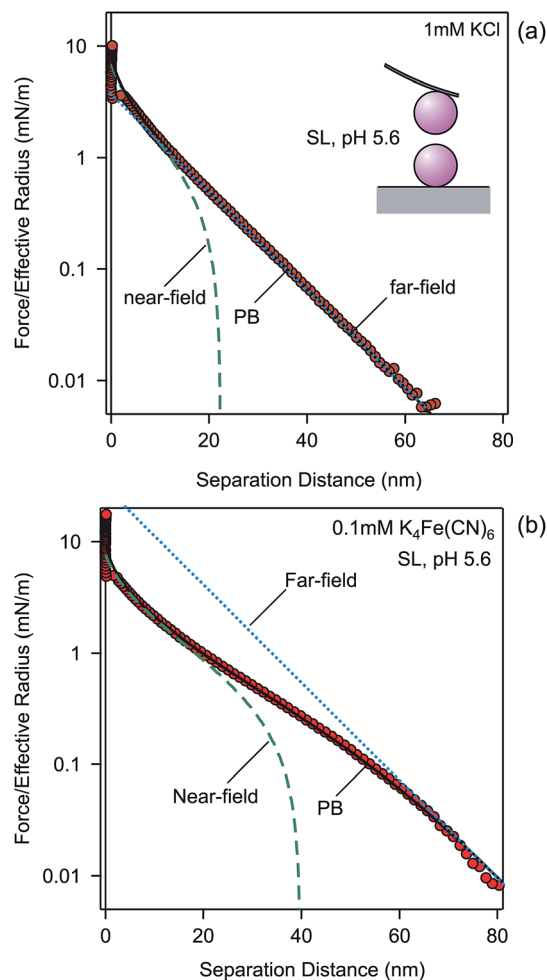 (a)
1mM KCl
SL, pH 5.6
near-field
PB
far-field
10
1
0.1
0.01
Force/Effective Radius (mN/m)
0
20
40
60
80
Separation Distance (nm)
(b)
0.1mM K₄Fe(CN)₆
SL, pH 5.6
Far-field
Near-field
PB
10
1
0.1
0.01
Force/Effective Radius (mN/m)
0
20
40
60
80
Separation Distance (nm)